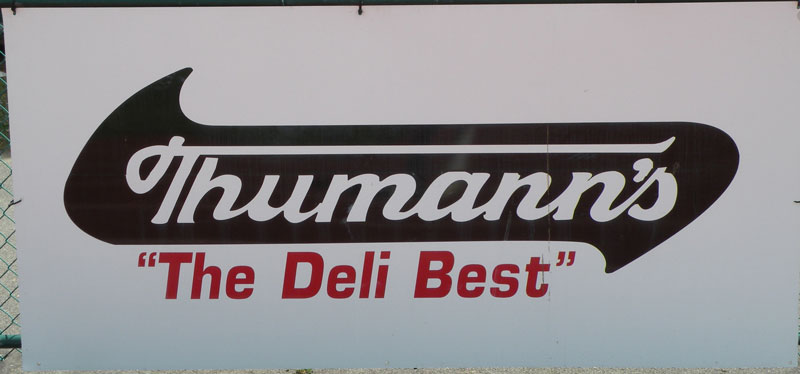 Thumann's
"The Deli Best"